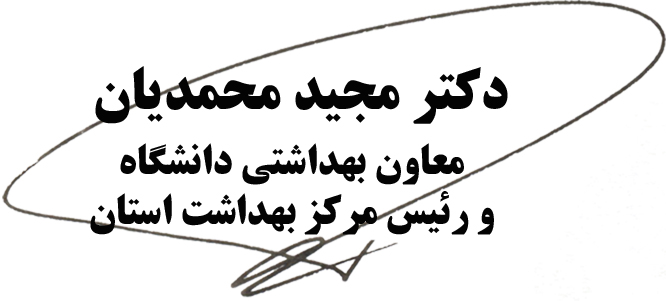 دکتر مجید محمدیان
معاون بهداشتی دانشگاه
و رئیس مرکز بهداشت استان